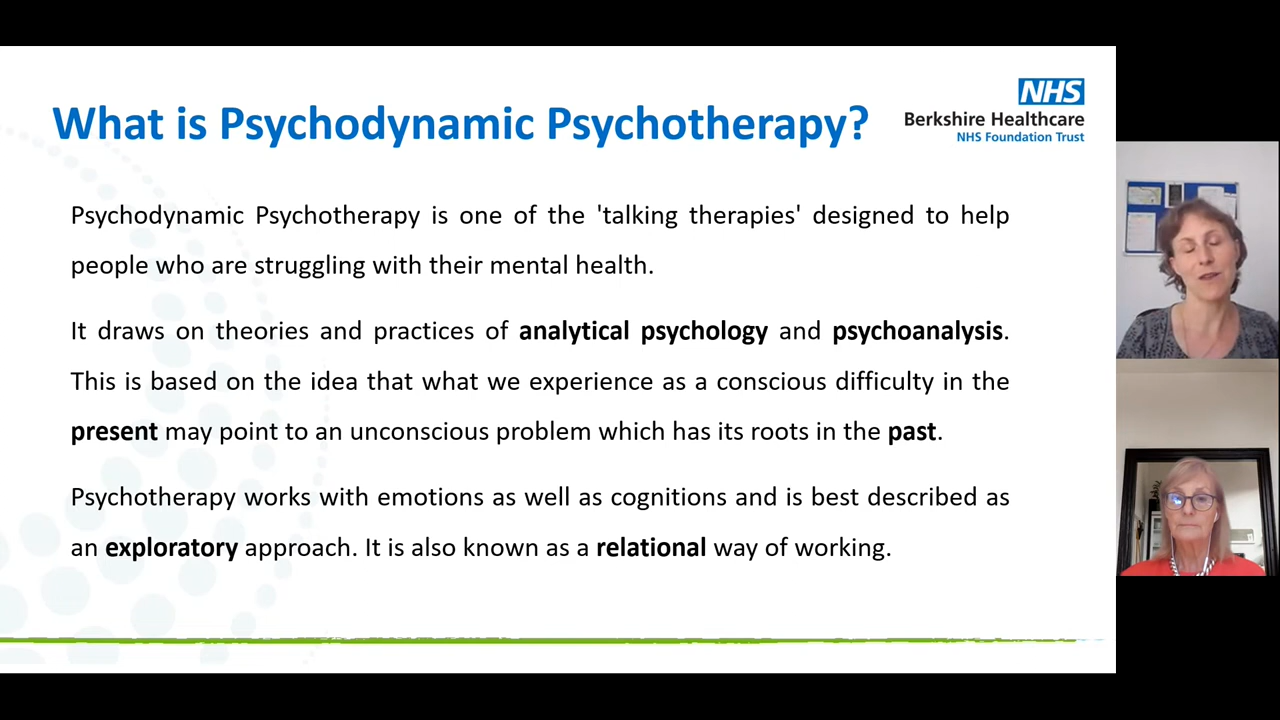 What is Psychodynamic Psychotherapy?
NHS
Berkshire Healthcare
NHS Foundation Trust
Psychodynamic Psychotherapy is one of the 'talking therapies' designed to help
people who are struggling with their mental health.
It draws on theories and practices of analytical psychology and psychoanalysis.
This is based on the idea that what we experience as a conscious difficulty in the
present may point to an unconscious problem which has its roots in the past.
Psychotherapy works with emotions as well as cognitions and is best described as
an exploratory approach. It is also known as a relational way of working.